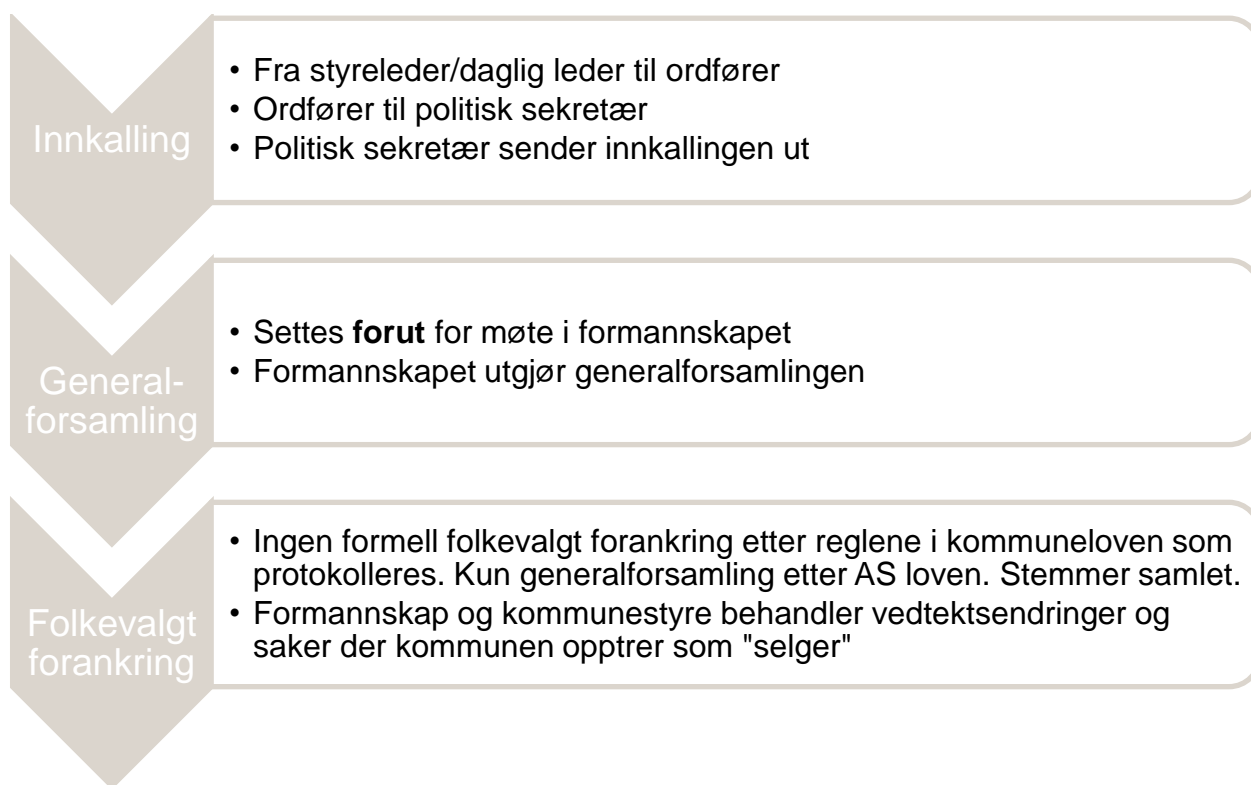 Innkalling
• Fra styreleder/daglig leder til ordfører
• Ordfører til politisk sekretær
• Politisk sekretær sender innkallingen ut
General-
forsamling
• Settes forut for møte i formannskapet
• Formannskapet utgjør generalforsamlingen
Folkevalgt
forankring
• Ingen formell folkevalgt forankring etter reglene i kommuneloven som
protokolleres. Kun generalforsamling etter AS loven. Stemmer samlet.
• Formannskap og kommunestyre behandler vedtektsendringer og
saker der kommunen opptrer som "selger"